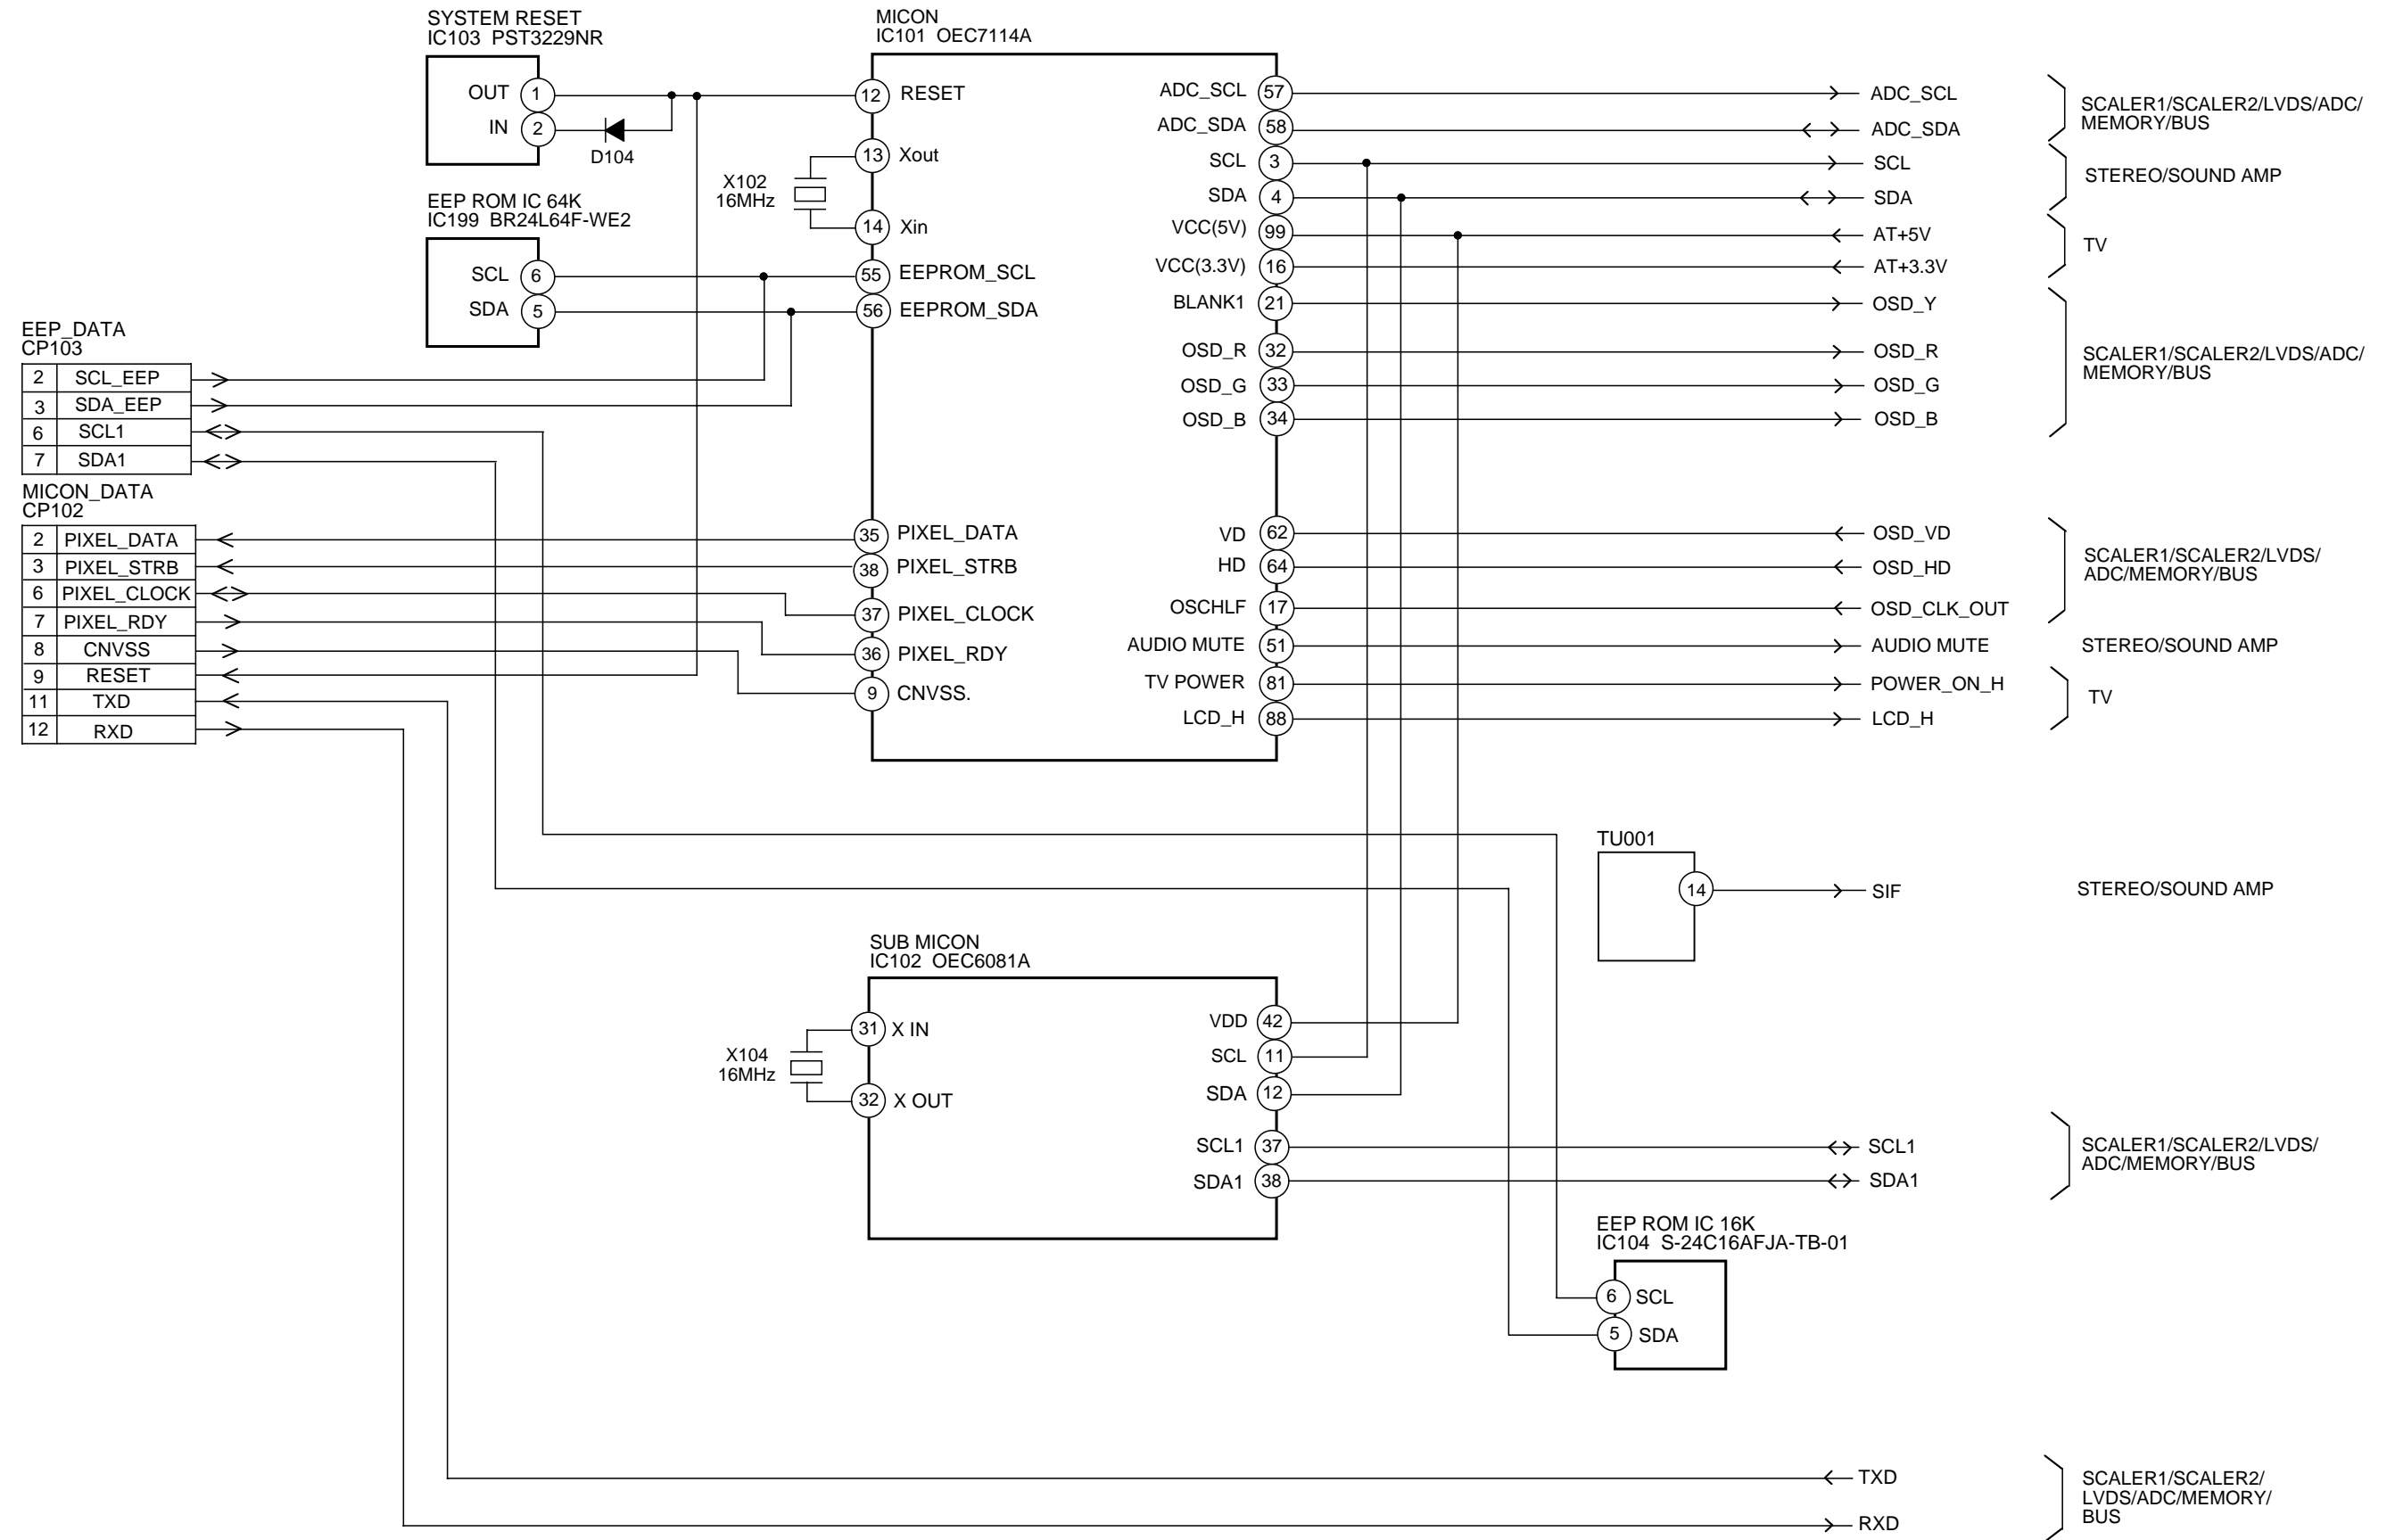 SYSTEM RESET
IC103  PST3229NR
OUT 1
IN 2
D104
EEP ROM IC 64K
IC199  BR24L64F-WE2
SCL 6
SDA 5
EEP_DATA
CP103
2 SCL_EEP
3 SDA_EEP
6 SCL1
7 SDA1
MICON_DATA
CP102
2 PIXEL_DATA
3 PIXEL_STRB
6 PIXEL_CLOCK
7 PIXEL_RDY
8 CNVSS
9 RESET
11 TXD
12 RXD
MICON
IC101  OEC7114A
12 RESET
13 Xout
X102
16MHz
14 Xin
55 EEPROM_SCL
56 EEPROM_SDA
35 PIXEL_DATA
38 PIXEL_STRB
37 PIXEL_CLOCK
36 PIXEL_RDY
9 CNVSS.
ADC_SCL 57 ADC_SCL
ADC_SDA 58 ADC_SDA
SCALER1/SCALER2/LVDS/ADC/
MEMORY/BUS
SCL 3 SCL
SDA 4 SDA
STEREO/SOUND AMP
VCC(5V) 99 AT+5V
VCC(3.3V) 16 AT+3.3V
TV
BLANK1 21 OSD_Y
OSD_R 32 OSD_R
OSD_G 33 OSD_G
OSD_B 34 OSD_B
SCALER1/SCALER2/LVDS/ADC/
MEMORY/BUS
VD 62 OSD_VD
HD 64 OSD_HD
OSCHLF 17 OSD_CLK_OUT
SCALER1/SCALER2/LVDS/
ADC/MEMORY/BUS
AUDIO MUTE 51 AUDIO MUTE
STEREO/SOUND AMP
TV POWER 81 POWER_ON_H
LCD_H 88 LCD_H
TV
TU001
14 SIF
STEREO/SOUND AMP
SUB MICON
IC102  OEC6081A
31 X IN
X104
16MHz
32 X OUT
VDD 42
SCL 11
SDA 12
SCL1 37 SCL1
SDA1 38 SDA1
SCALER1/SCALER2/LVDS/
ADC/MEMORY/BUS
EEP ROM IC 16K
IC104  S-24C16AFJA-TB-01
6 SCL
5 SDA
TXD
RXD
SCALER1/SCALER2/
LVDS/ADC/MEMORY/
BUS